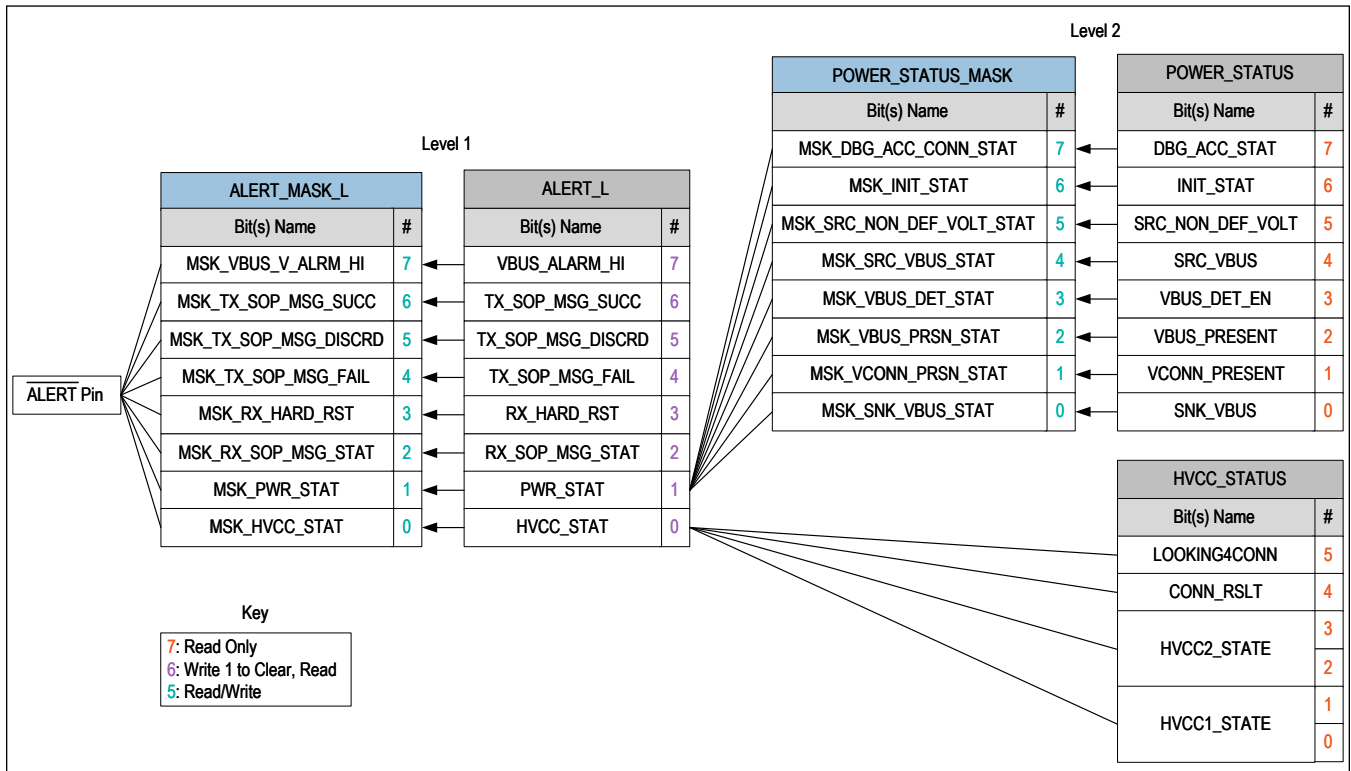 Level 2
POWER_STATUS_MASK
Bit(s) Name #
MSK_DBG_ACC_CONN_STAT 7
MSK_INIT_STAT 6
MSK_SRC_NON_DEF_VOLT_STAT 5
MSK_SRC_VBUS_STAT 4
MSK_VBUS_DET_STAT 3
MSK_VBUS_PRSN_STAT 2
MSK_VCONN_PRSN_STAT 1
MSK_SNK_VBUS_STAT 0
POWER_STATUS
Bit(s) Name #
DBG_ACC_STAT 7
INIT_STAT 6
SRC_NON_DEF_VOLT 5
SRC_VBUS 4
VBUS_DET_EN 3
VBUS_PRESENT 2
VCONN_PRESENT 1
SNK_VBUS 0
Level 1
ALERT_MASK_L
Bit(s) Name #
MSK_VBUS_V_ALRM_HI 7
MSK_TX_SOP_MSG_SUCC 6
MSK_TX_SOP_MSG_DISCRD 5
MSK_TX_SOP_MSG_FAIL 4
MSK_RX_HARD_RST 3
MSK_RX_SOP_MSG_STAT 2
MSK_PWR_STAT 1
MSK_HVCC_STAT 0
ALERT_L
Bit(s) Name #
VBUS_ALARM_HI 7
TX_SOP_MSG_SUCC 6
TX_SOP_MSG_DISCRD 5
TX_SOP_MSG_FAIL 4
RX_HARD_RST 3
RX_SOP_MSG_STAT 2
PWR_STAT 1
HVCC_STAT 0
ALERT Pin
HVCC_STATUS
Bit(s) Name #
LOOKING4CONN 5
CONN_RSLT 4
HVCC2_STATE 3
2
HVCC1_STATE 1
0
Key
7: Read Only
6: Write 1 to Clear, Read
5: Read/Write